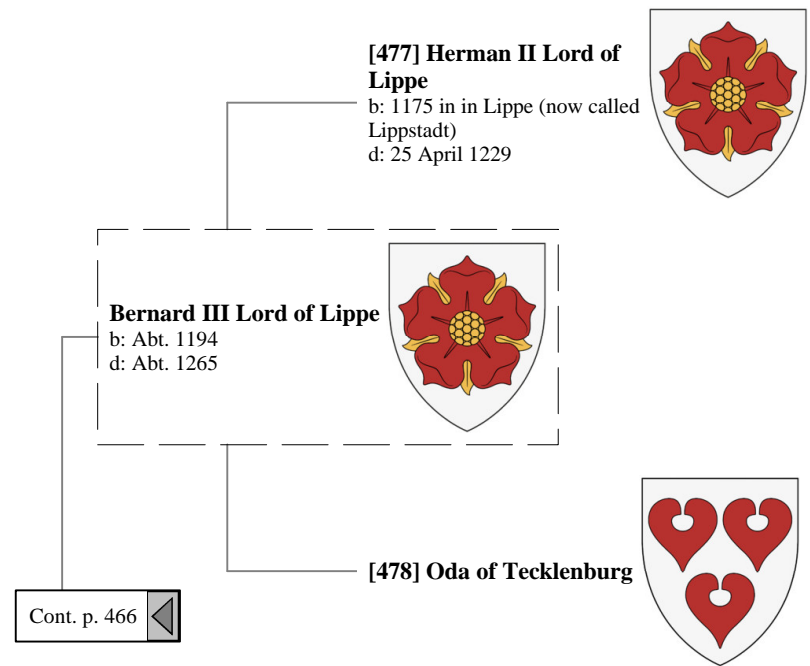 [477] Herman II Lord of
Lippe
b: 1175 in in Lippe (now called
Lippstadt)
d: 25 April 1229
Bernard III Lord of Lippe
b: Abt. 1194
d: Abt. 1265
[478] Oda of Tecklenburg
Cont. p. 466